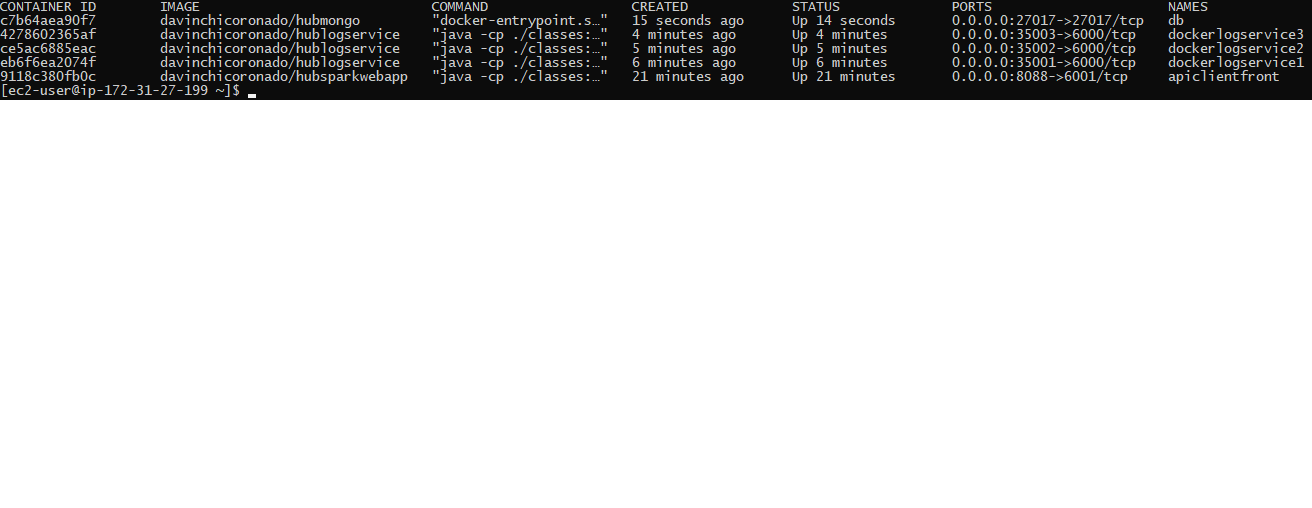 CONTAINER ID IMAGE COMMAND CREATED STATUS PORTS NAMES
c7b64aea90f7 davinchicoronado/hubmongo "docker-entrypoint.s…" 15 seconds ago Up 14 seconds 0.0.0.0:27017->27017/tcp db
4278602365af davinchicoronado/hublogservice "java -cp ./classes:…" 4 minutes ago Up 4 minutes 0.0.0.0:35003->6000/tcp dockerlogservice3
ce5ac6885eac davinchicoronado/hublogservice "java -cp ./classes:…" 5 minutes ago Up 5 minutes 0.0.0.0:35002->6000/tcp dockerlogservice2
eb6f6ea2074f davinchicoronado/hublogservice "java -cp ./classes:…" 6 minutes ago Up 6 minutes 0.0.0.0:35001->6000/tcp dockerlogservice1
9118c380fb0c davinchicoronado/hubsparkwebapp "java -cp ./classes:…" 21 minutes ago Up 21 minutes 0.0.0.0:8088->6001/tcp apiclientfront
[ec2-user@ip-172-31-27-199 ~]$